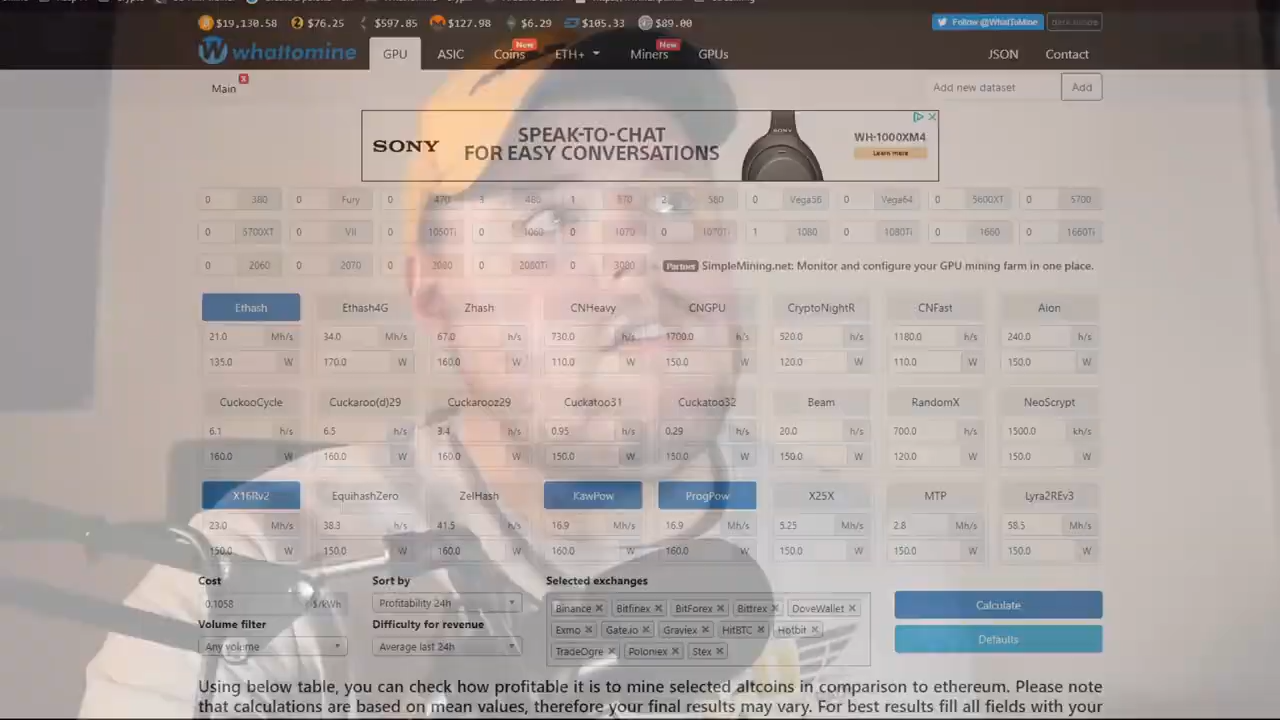 $19,130.58 $76.25 $597.85 $127.98 $6.29 $105.33 $89.00 Follow @WhatToMine
whattomine GPU ASIC Coins New ETH+ Miners New GPUs JSON Contact
Main x Add new dataset Add
SONY SPEAK-TO-CHAT FOR EASY CONVERSATIONS SONY WH-1000XM4 Learn more
0 380 0 Fury 0 470 3 480 1 570 2 580 0 Vega56 0 Vega64 0 5600XT 0 5700
0 5700XT 0 VII 0 1050Ti 0 1060 0 1070 0 1070Ti 1 1080 0 1080Ti 0 1660 0 1660Ti
0 2060 0 2070 0 2080 0 2080Ti 0 3080 Partner SimpleMining.net: Monitor and configure your GPU mining farm in one place.
Ethash Ethash4G Zhash CNHeavy CNGPU CryptoNightR CNFast Aion
21.0 Mh/s 34.0 Mh/s 67.0 h/s 730.0 h/s 1700.0 h/s 520.0 h/s 1180.0 h/s 240.0 h/s
135.0 W 170.0 W 160.0 W 110.0 W 150.0 W 120.0 W 110.0 W 150.0 W
CuckooCycle Cuckaroo(d)29 Cuckarooz29 Cuckatoo31 Cuckatoo32 Beam RandomX NeoScrypt
6.1 h/s 6.5 h/s 3.4 h/s 0.95 h/s 0.29 h/s 20.0 h/s 700.0 h/s 1500.0 kh/s
160.0 W 160.0 W 160.0 W 150.0 W 150.0 W 150.0 W 120.0 W 150.0 W
X16Rv2 EquihashZero ZelHash KawPow ProgPow X25X MTP Lyra2REv3
23.0 Mh/s 38.3 h/s 41.5 h/s 16.9 Mh/s 16.9 Mh/s 5.25 Mh/s 2.8 Mh/s 58.5 Mh/s
150.0 W 150.0 W 160.0 W 160.0 W 160.0 W 150.0 W 150.0 W 150.0 W
Cost Sort by Selected exchanges
0.1058 $/kWh Profitability 24h Binance Bitfinex BitForex Bittrex DoveWallet Calculate
Volume filter Difficulty for revenue Exmo Gate.io Graviex HitBTC Hotbit
Any volume Average last 24h TradeOgre Poloniex Stex Defaults
Using below table, you can check how profitable it is to mine selected altcoins in comparison to ethereum. Please note
that calculations are based on mean values, therefore your final results may vary. For best results fill all fields with your